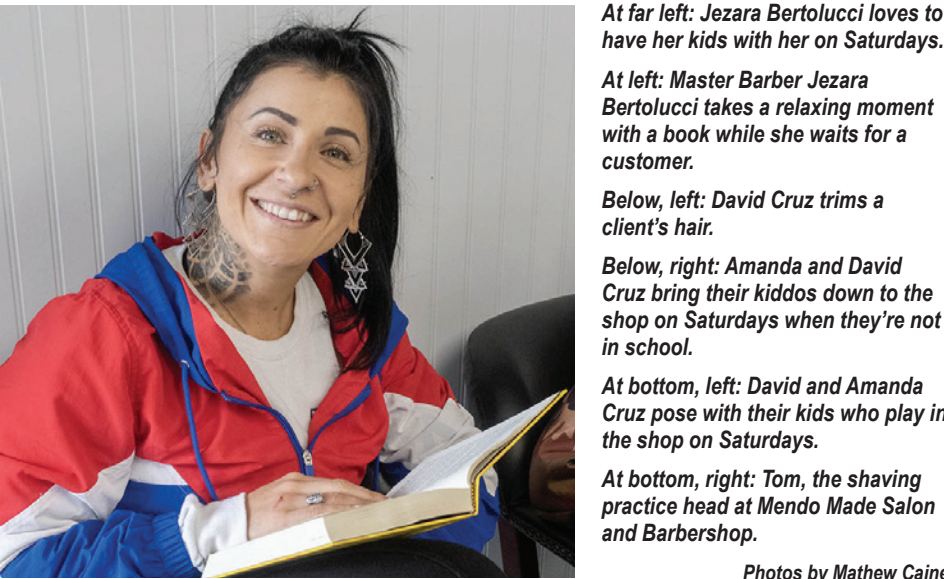 At far left: Jezara Bertolucci loves to
have her kids with her on Saturdays.
At left: Master Barber Jezara
Bertolucci takes a relaxing moment
with a book while she waits for a
customer.
Below, left: David Cruz trims a
client's hair.
Below, right: Amanda and David
Cruz bring their kiddos down to the
shop on Saturdays when they're not
in school.
At bottom, left: David and Amanda
Cruz pose with their kids who play in
the shop on Saturdays.
At bottom, right: Tom, the shaving
practice head at Mendo Made Salon
and Barbershop.
Photos by Mathew Caine